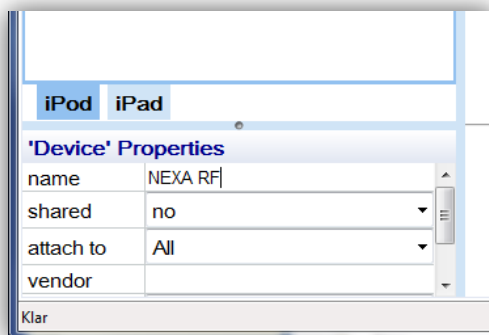 iPod iPad
'Device' Properties
name NEXA RF
shared no
attach to All
vendor
Klar